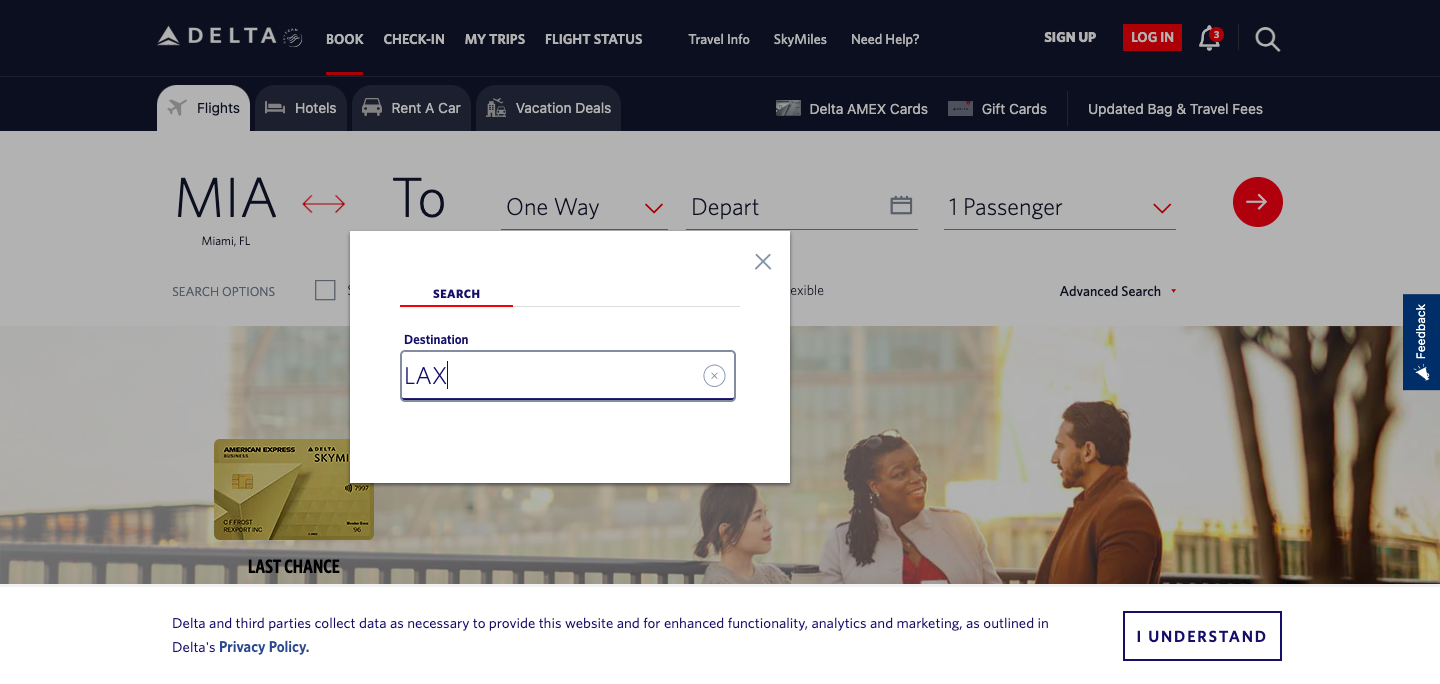 DELTA
BOOK CHECK-IN MY TRIPS FLIGHT STATUS Travel Info SkyMiles Need Help? SIGN UP LOG IN 3
Flights Hotels Rent A Car Vacation Deals Delta AMEX Cards Gift Cards Updated Bag & Travel Fees
MIA To One Way Depart 1 Passenger
Miami, FL
SEARCH OPTIONS Advanced Search
SEARCH
Destination
LAX
Feedback
AMERICAN EXPRESS DELTA
BUSINESS
7997
C F FROST
REXPORT INC 96
LAST CHANCE
Delta and third parties collect data as necessary to provide this website and for enhanced functionality, analytics and marketing, as outlined in
Delta's Privacy Policy.
I UNDERSTAND